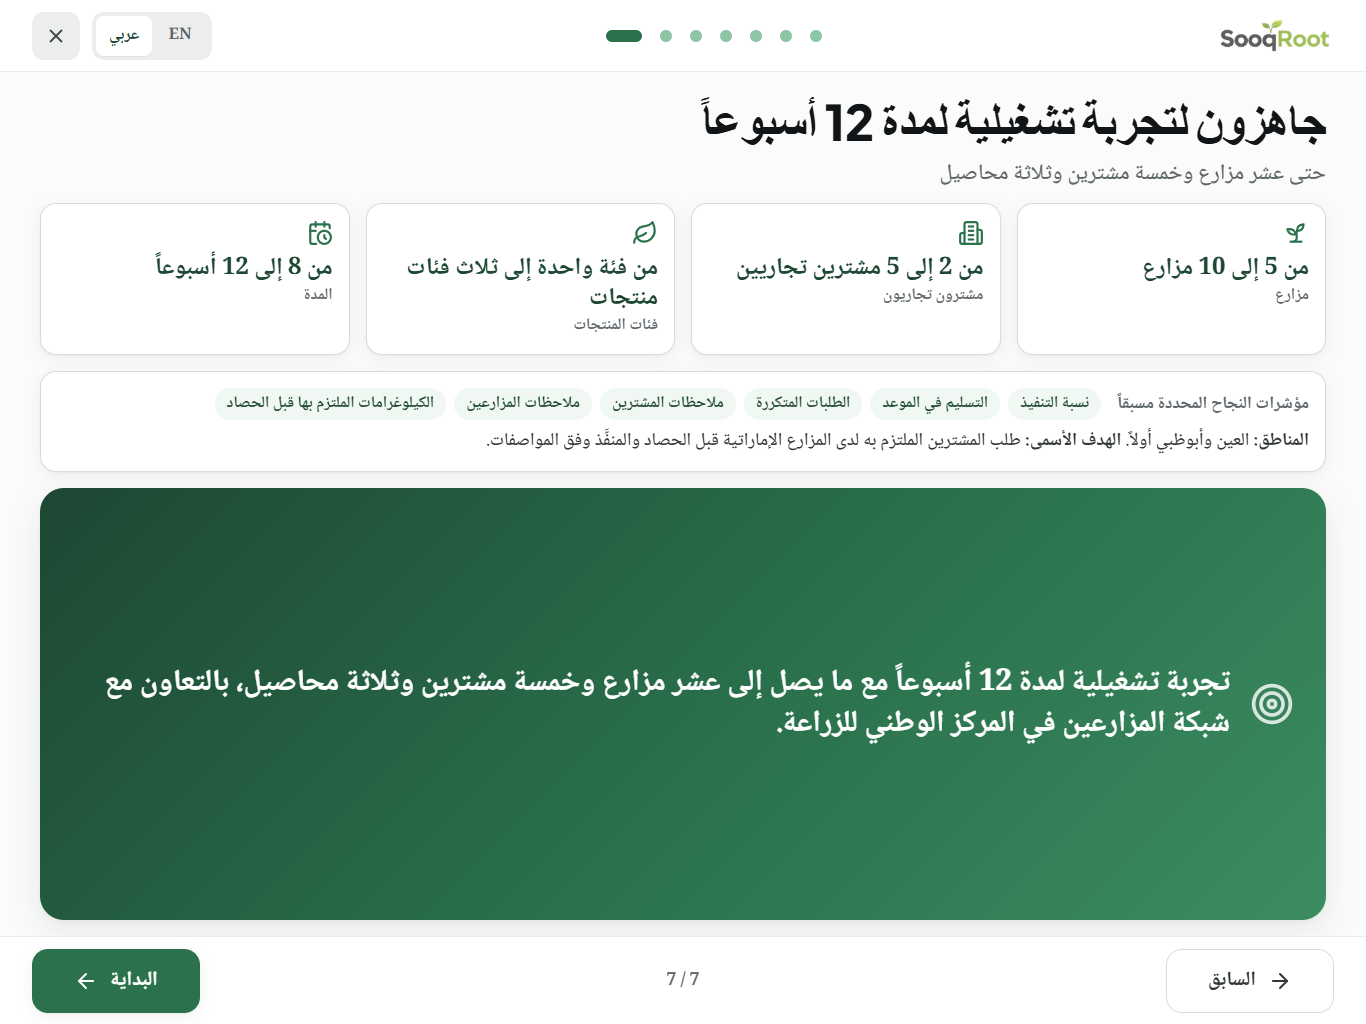 SooqRoot
EN
عربي
جاهزون لتجربة تشغيلية لمدة 12 أسبوعاً
حتى عشر مزارع وخمسة مشترين وثلاثة محاصيل
من 5 إلى 10 مزارع
مزارع
من 2 إلى 5 مشترين تجاريين
مشترون تجاريون
من فئة واحدة إلى ثلاث فئات
منتجات
فئات المنتجات
من 8 إلى 12 أسبوعاً
المدة
مؤشرات النجاح المحددة مسبقاً نسبة التنفيذ التسليم في الموعد الطلبات المتكررة ملاحظات المشترين ملاحظات المزارعين الكيلوغرامات الملتزم بها قبل الحصاد
المناطق: العين وأبوظبي أولاً. الهدف الأسمى: طلب المشترين الملتزم به لدى المزارع الإماراتية قبل الحصاد والمنفَّذ وفق المواصفات.
تجربة تشغيلية لمدة 12 أسبوعاً مع ما يصل إلى عشر مزارع وخمسة مشترين وثلاثة محاصيل، بالتعاون مع
شبكة المزارعين في المركز الوطني للزراعة.
السابق
7 / 7
البداية